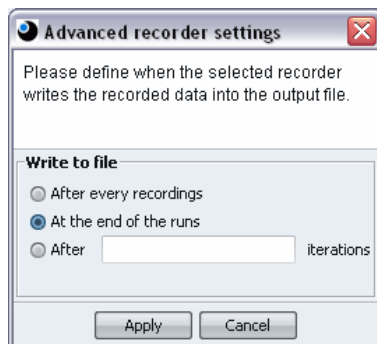 Advanced recorder settings
Please define when the selected recorder
writes the recorded data into the output file.
Write to file
After every recordings
At the end of the runs
After iterations
Apply Cancel